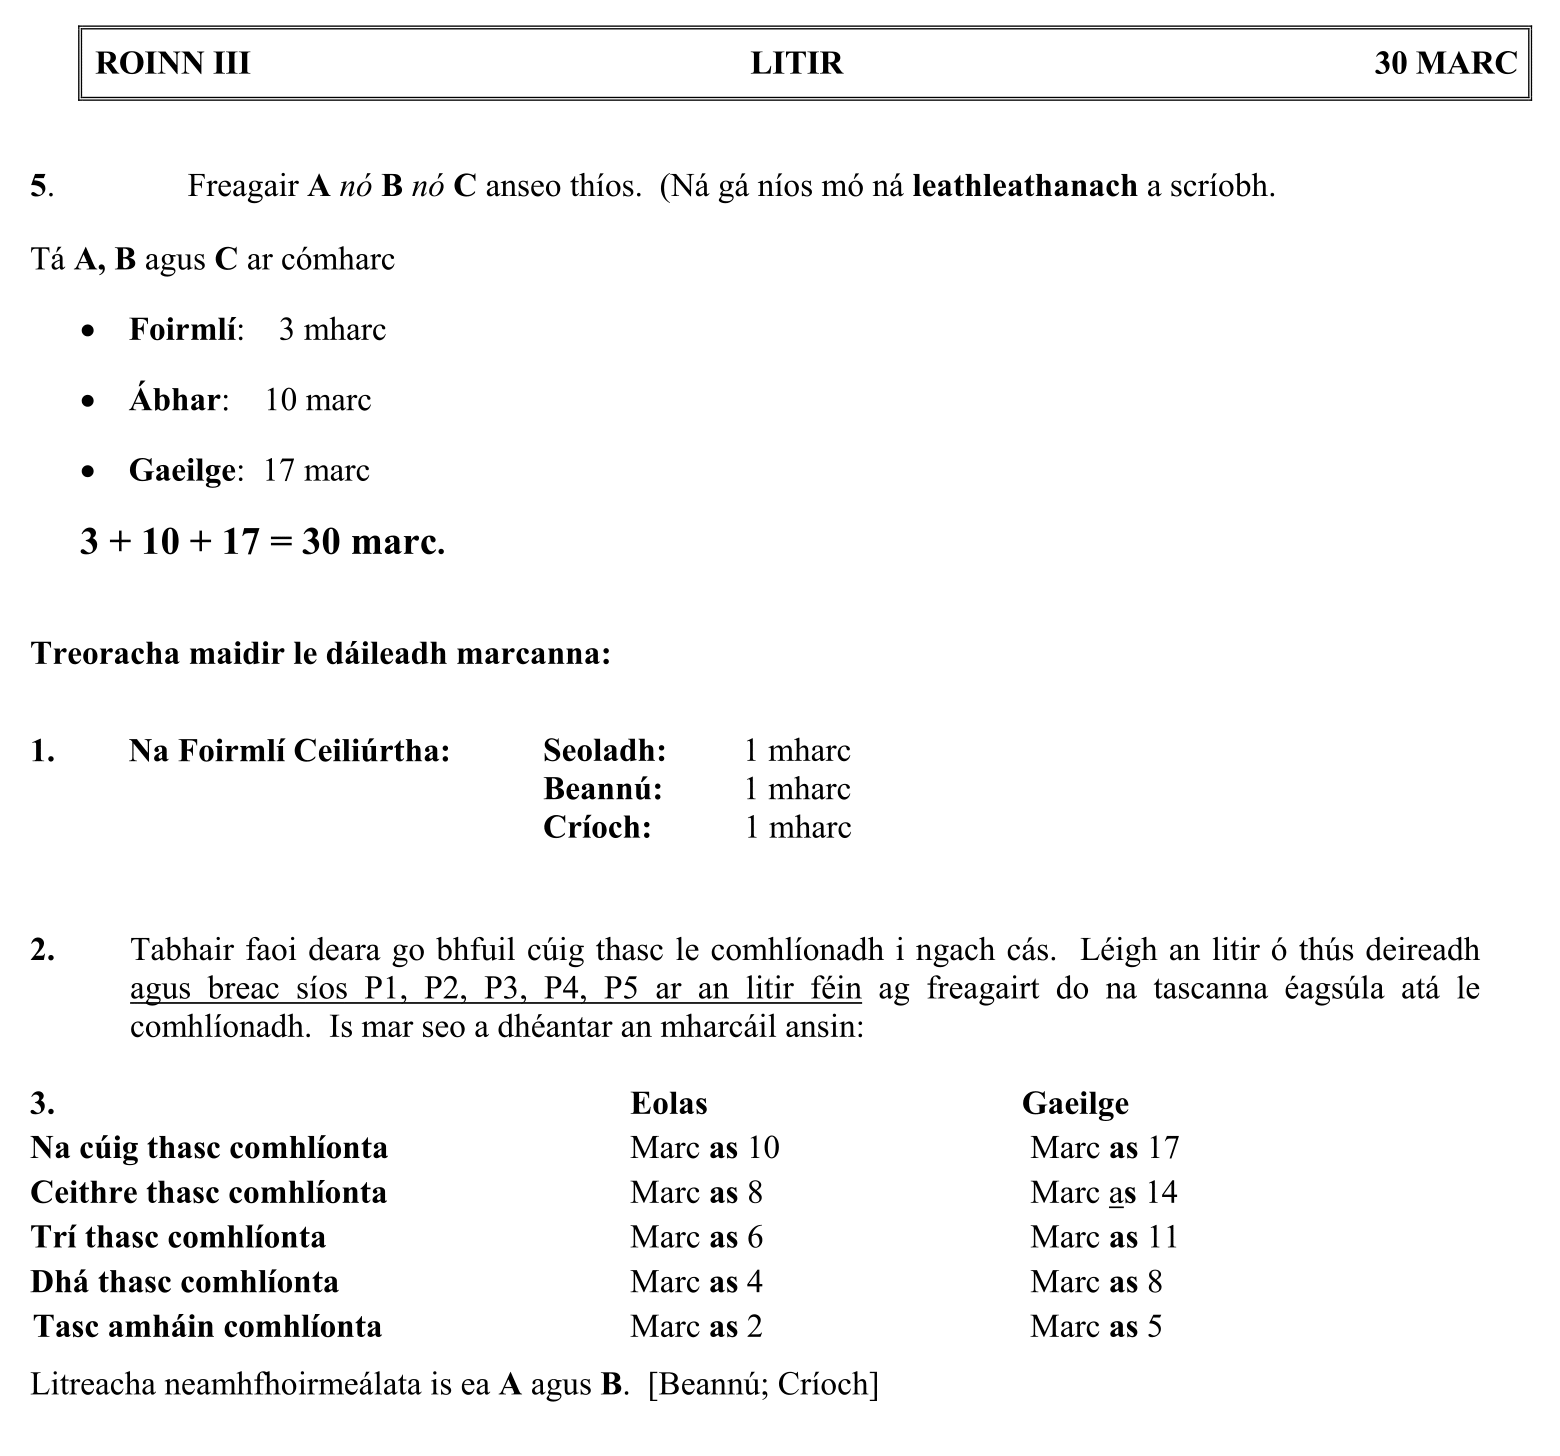 ROINN III LITIR 30 MARC
5. Freagair A nó B nó C anseo thíos. (Ná gá níos mó ná leathleathanach a scríobh.
Tá A, B agus C ar cómharc
• Foirmlí: 3 mharc
• Ábhar: 10 marc
• Gaeilge: 17 marc
3 + 10 + 17 = 30 marc.
Treoracha maidir le dáileadh marcanna:
1. Na Foirmlí Ceiliúrtha: Seoladh: 1 mharc
Beannú: 1 mharc
Críoch: 1 mharc
2. Tabhair faoi deara go bhfuil cúig thasc le comhlíonadh i ngach cás. Léigh an litir ó thús deireadh
agus breac síos P1, P2, P3, P4, P5 ar an litir féin ag freagairt do na tascanna éagsúla atá le
comhlíonadh. Is mar seo a dhéantar an mharcáil ansin:
3. Eolas Gaeilge
Na cúig thasc comhlíonta Marc as 10 Marc as 17
Ceithre thasc comhlíonta Marc as 8 Marc as 14
Trí thasc comhlíonta Marc as 6 Marc as 11
Dhá thasc comhlíonta Marc as 4 Marc as 8
Tasc amháin comhlíonta Marc as 2 Marc as 5
Litreacha neamhfhoirmeálata is ea A agus B. [Beannú; Críoch]